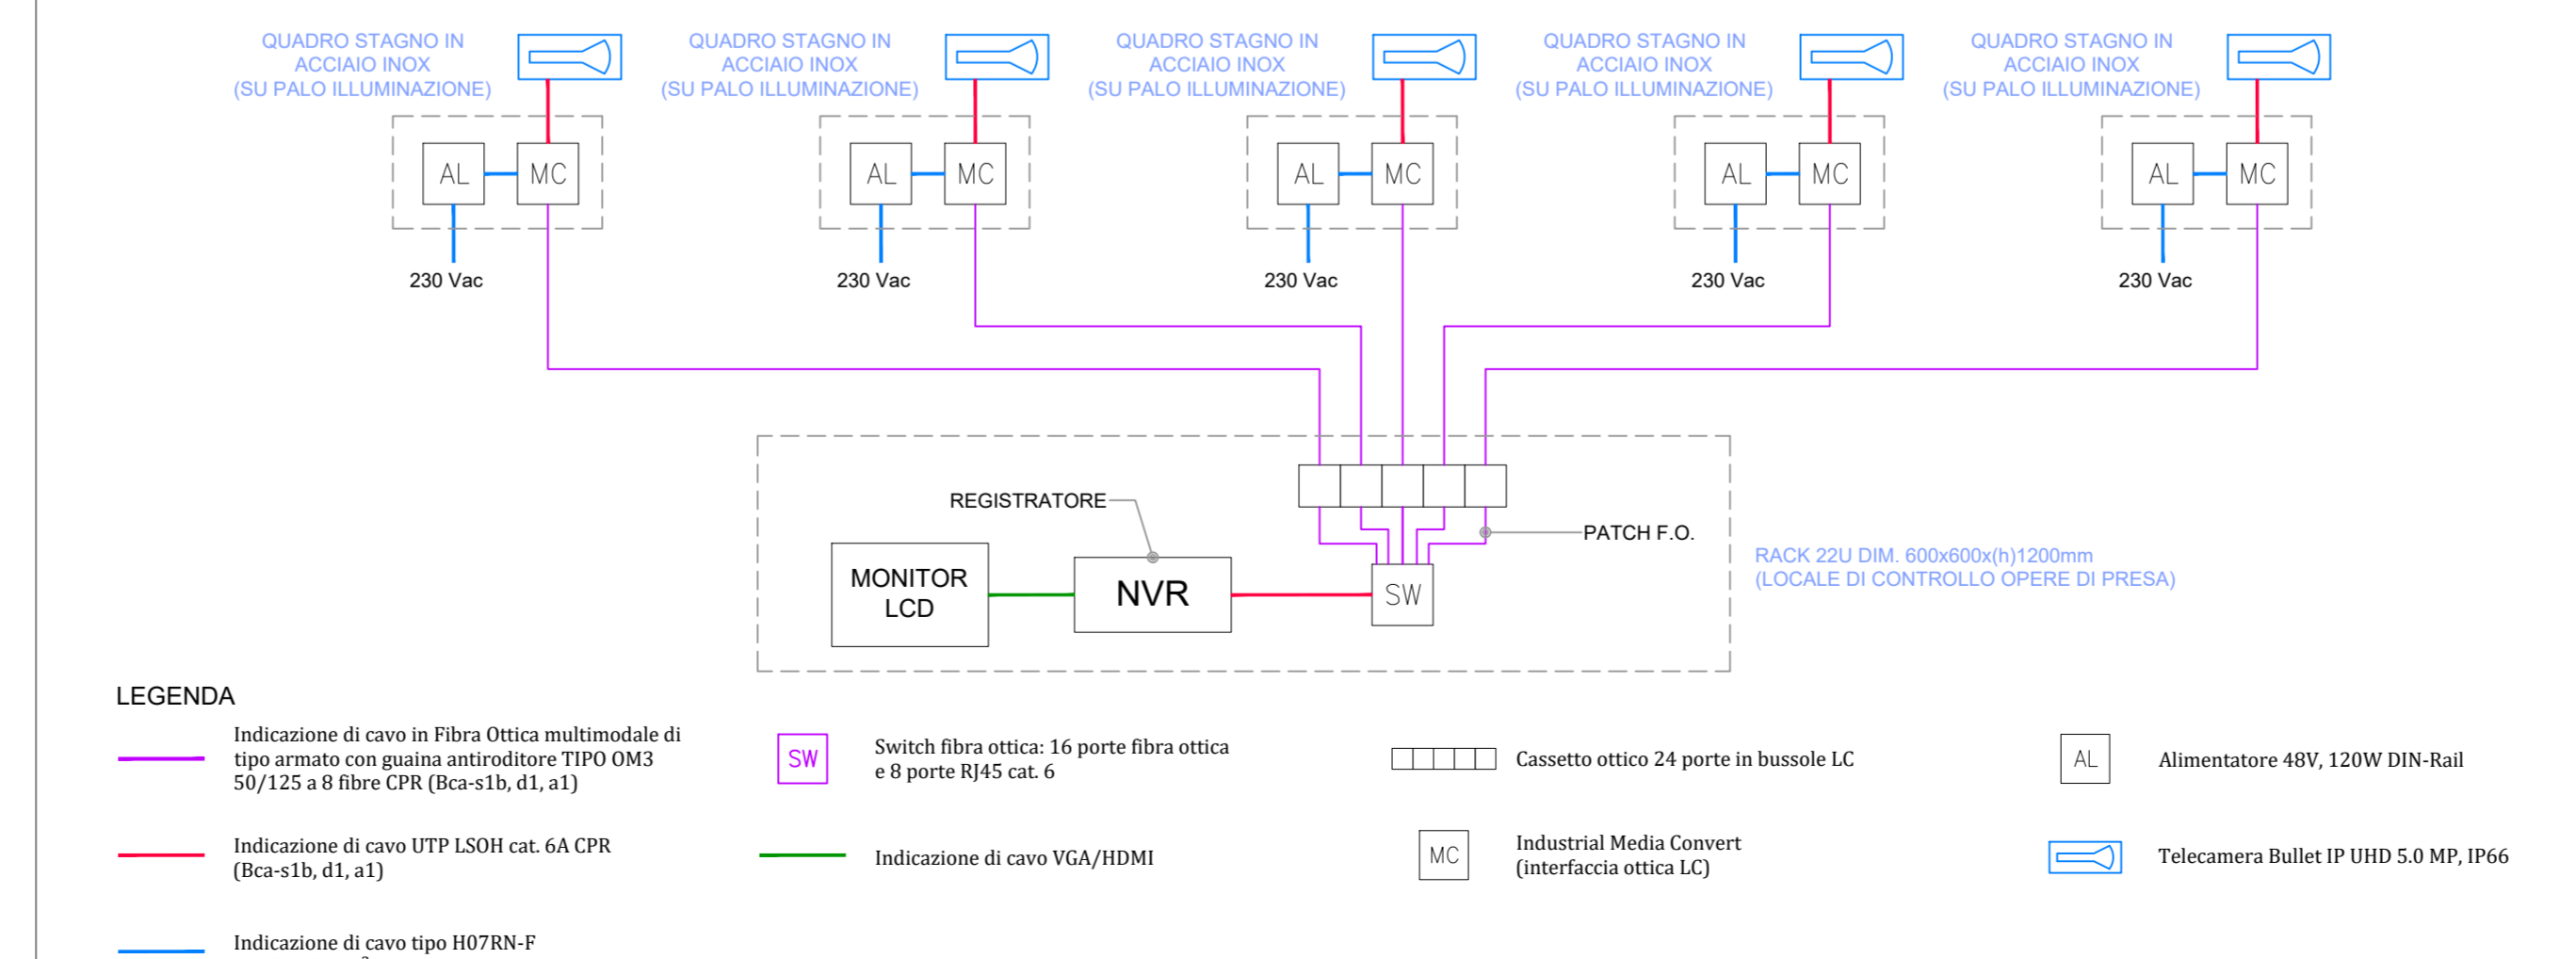 QUADRO STAGNO IN
ACCIAIO INOX
(SU PALO ILLUMINAZIONE)
AL
MC
230 Vac
QUADRO STAGNO IN
ACCIAIO INOX
(SU PALO ILLUMINAZIONE)
AL
MC
230 Vac
QUADRO STAGNO IN
ACCIAIO INOX
(SU PALO ILLUMINAZIONE)
AL
MC
230 Vac
QUADRO STAGNO IN
ACCIAIO INOX
(SU PALO ILLUMINAZIONE)
AL
MC
230 Vac
QUADRO STAGNO IN
ACCIAIO INOX
(SU PALO ILLUMINAZIONE)
AL
MC
230 Vac
REGISTRATORE
PATCH F.O.
MONITOR
LCD
NVR
SW
RACK 22U DIM. 600x600x(h)1200mm
(LOCALE DI CONTROLLO OPERE DI PRESA)
LEGENDA
Indicazione di cavo in Fibra Ottica multimodale di
tipo armato con guaina antiroditore TIPO OM3
50/125 a 8 fibre CPR (Bca-s1b, d1, a1)
SW
Switch fibra ottica: 16 porte fibra ottica
e 8 porte RJ45 cat. 6
Cassetto ottico 24 porte in bussole LC
AL
Alimentatore 48V, 120W DIN-Rail
Indicazione di cavo UTP LSOH cat. 6A CPR
(Bca-s1b, d1, a1)
Indicazione di cavo VGA/HDMI
MC
Industrial Media Convert
(interfaccia ottica LC)
Telecamera Bullet IP UHD 5.0 MP, IP66
Indicazione di cavo tipo H07RN-F